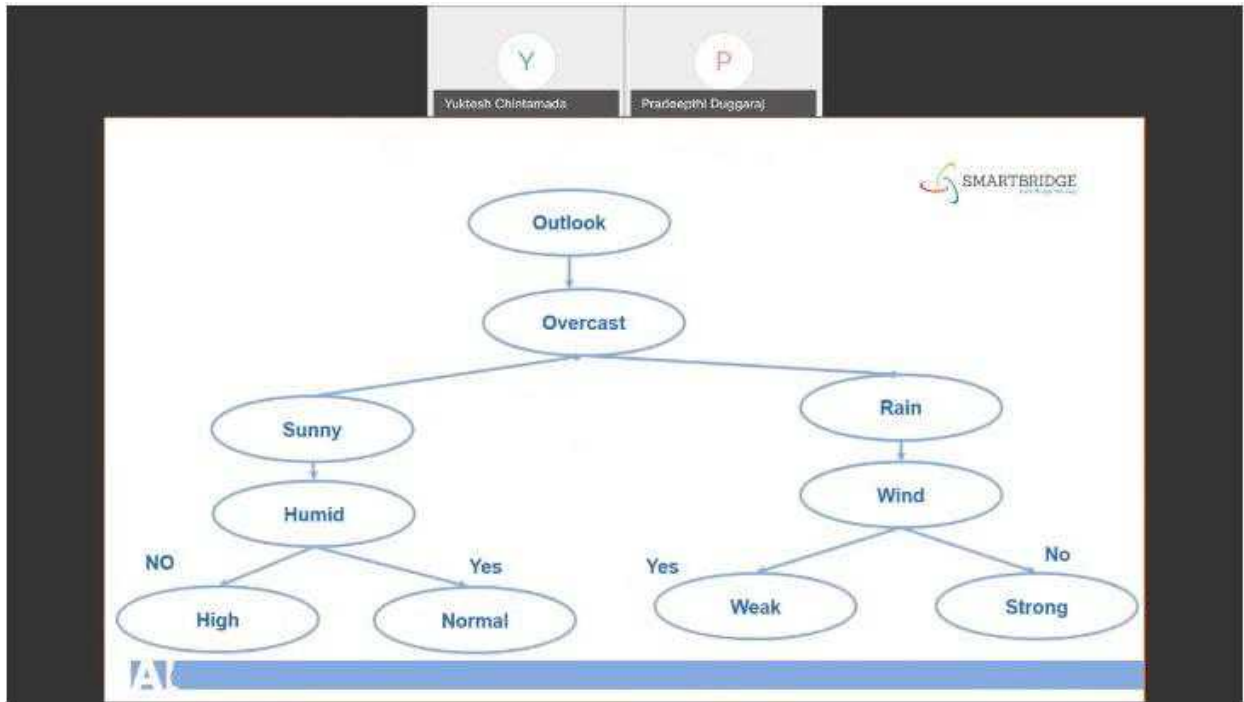 Y
P
Yuktesh Chintamada
Pradeepthi Duggaraj
SMARTBRIDGE
Outlook
Overcast
Sunny
Rain
Humid
Wind
NO
Yes
Yes
No
High
Normal
Weak
Strong